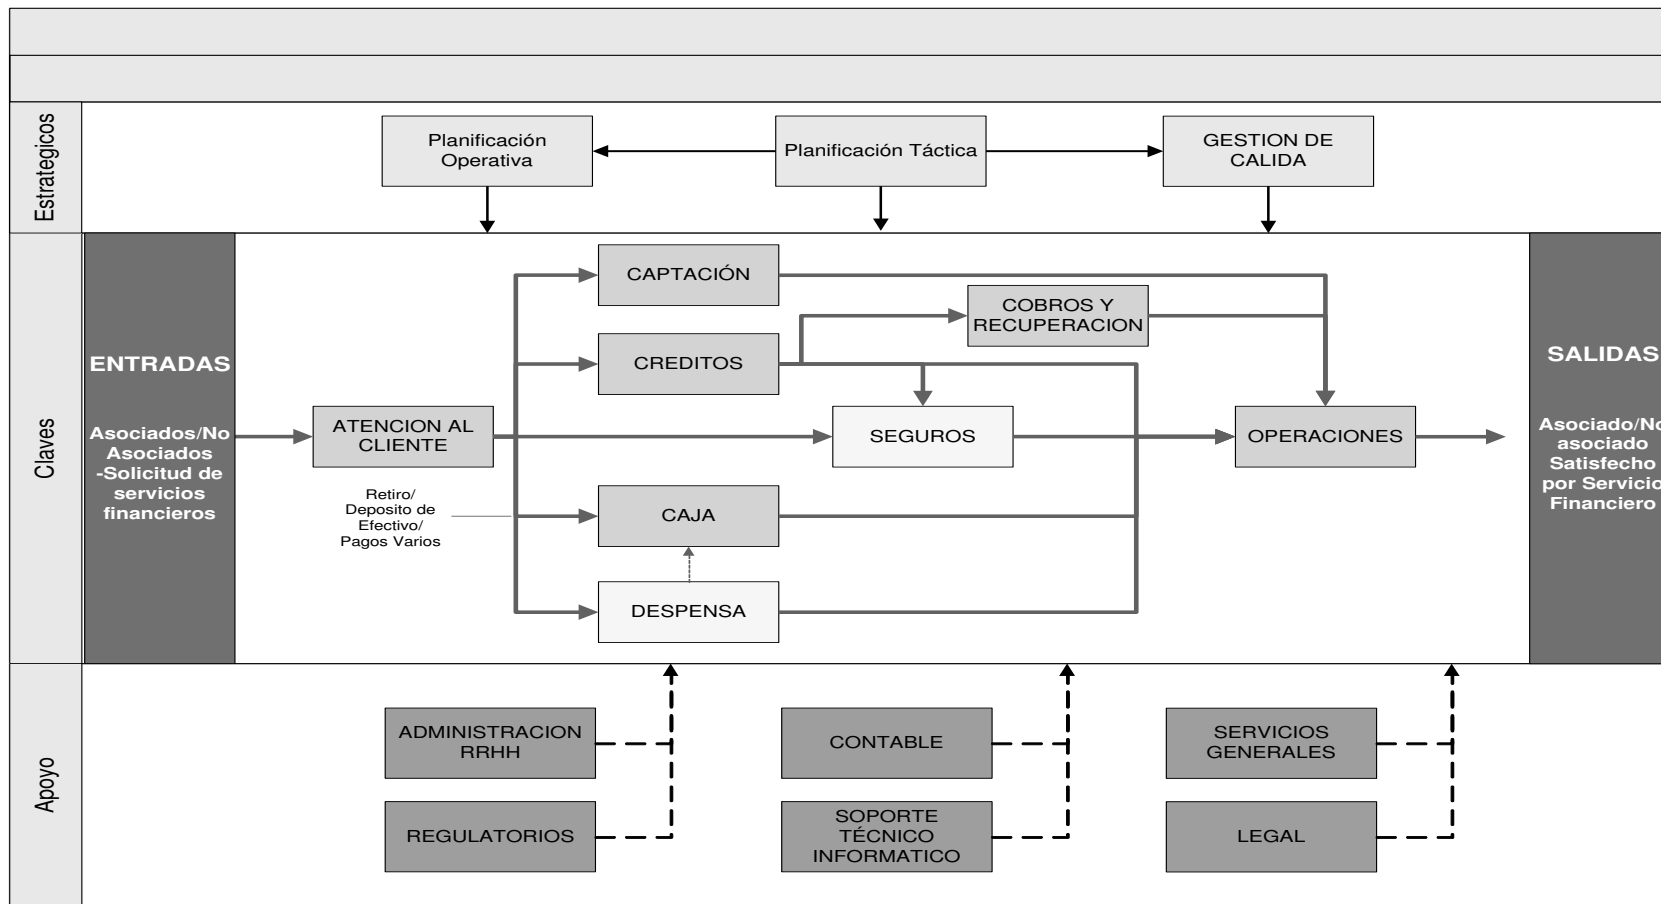 Estrategicos
Planificación
Operativa
Planificación Táctica
GESTION DE
CALIDA
Claves
ENTRADAS
Asociados/No
Asociados
-Solicitud de
servicios
financieros
ATENCION AL
CLIENTE
Retiro/
Deposito de
Efectivo/
Pagos Varios
CAPTACIÓN
CREDITOS
COBROS Y
RECUPERACION
SEGUROS
CAJA
DESPENSA
OPERACIONES
SALIDAS
Asociado/No
asociado
Satisfecho
por Servicio
Financiero
Apoyo
ADMINISTRACION
RRHH
CONTABLE
SERVICIOS
GENERALES
REGULATORIOS
SOPORTE
TÉCNICO
INFORMATICO
LEGAL